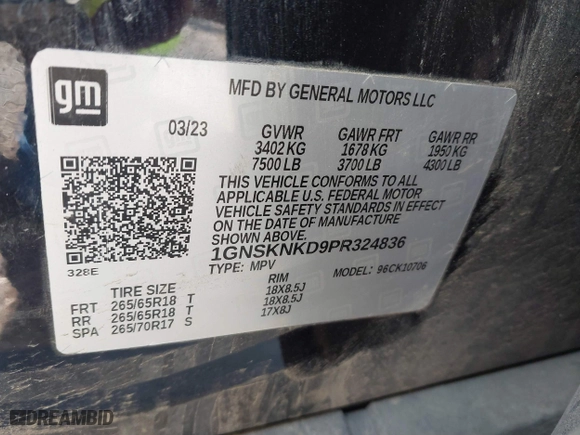 gm
MFD BY GENERAL MOTORS LLC
03/23 GVWR GAWR FRT GAWR RR
3402 KG 1678 KG 1950 KG
7500 LB 3700 LB 4300 LB
THIS VEHICLE CONFORMS TO ALL
APPLICABLE U.S. FEDERAL MOTOR
VEHICLE SAFETY STANDARDS IN EFFECT
ON THE DATE OF MANUFACTURE
SHOWN ABOVE.
1GNSKNKD9PR324836
328E
TYPE: MPV MODEL: 96CK10706
TIRE SIZE RIM
FRT 265/65R18 T 18X8.5J
RR 265/65R18 T 18X8.5J
SPA 265/70R17 S 17X8J
DREAMBID